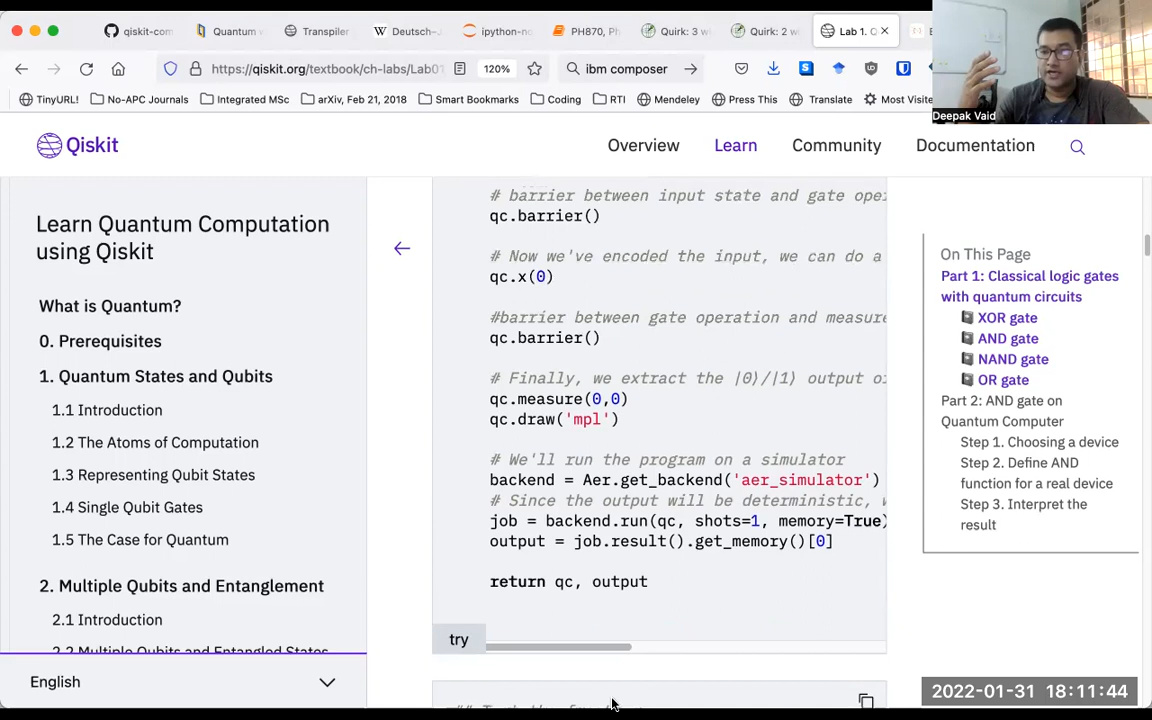 qiskit-com
Quantum
Transpiler
Deutsch-J
ipython-no
PH870, Ph
Quirk: 3 w
Quirk: 2 w
Lab 1. Q
https://qiskit.org/textbook/ch-labs/Lab01
120%
ibm composer
TinyURL!
No-APC Journals
Integrated MSc
arXiv, Feb 21, 2018
Smart Bookmarks
Coding
RTI
Mendeley
Press This
Translate
Most Visite
Deepak Vaid
Qiskit
Overview
Learn
Community
Documentation
Learn Quantum Computation
using Qiskit
What is Quantum?
0. Prerequisites
1. Quantum States and Qubits
1.1 Introduction
1.2 The Atoms of Computation
1.3 Representing Qubit States
1.4 Single Qubit Gates
1.5 The Case for Quantum
2. Multiple Qubits and Entanglement
2.1 Introduction
2.2 Multiple Qubits and Entangled States
English
# barrier between input state and gate ope
qc.barrier()
# Now we've encoded the input, we can do a
qc.x(0)
#barrier between gate operation and measure
qc.barrier()
# Finally, we extract the |0⟩/|1⟩ output o
qc.measure(0,0)
qc.draw('mpl')
# We'll run the program on a simulator
backend = Aer.get_backend('aer_simulator')
# Since the output will be deterministic, w
job = backend.run(qc, shots=1, memory=True)
output = job.result().get_memory()[0]
return qc, output
try
On This Page
Part 1: Classical logic gates
with quantum circuits
XOR gate
AND gate
NAND gate
OR gate
Part 2: AND gate on
Quantum Computer
Step 1. Choosing a device
Step 2. Define AND
function for a real device
Step 3. Interpret the
result
2022-01-31 18:11:44